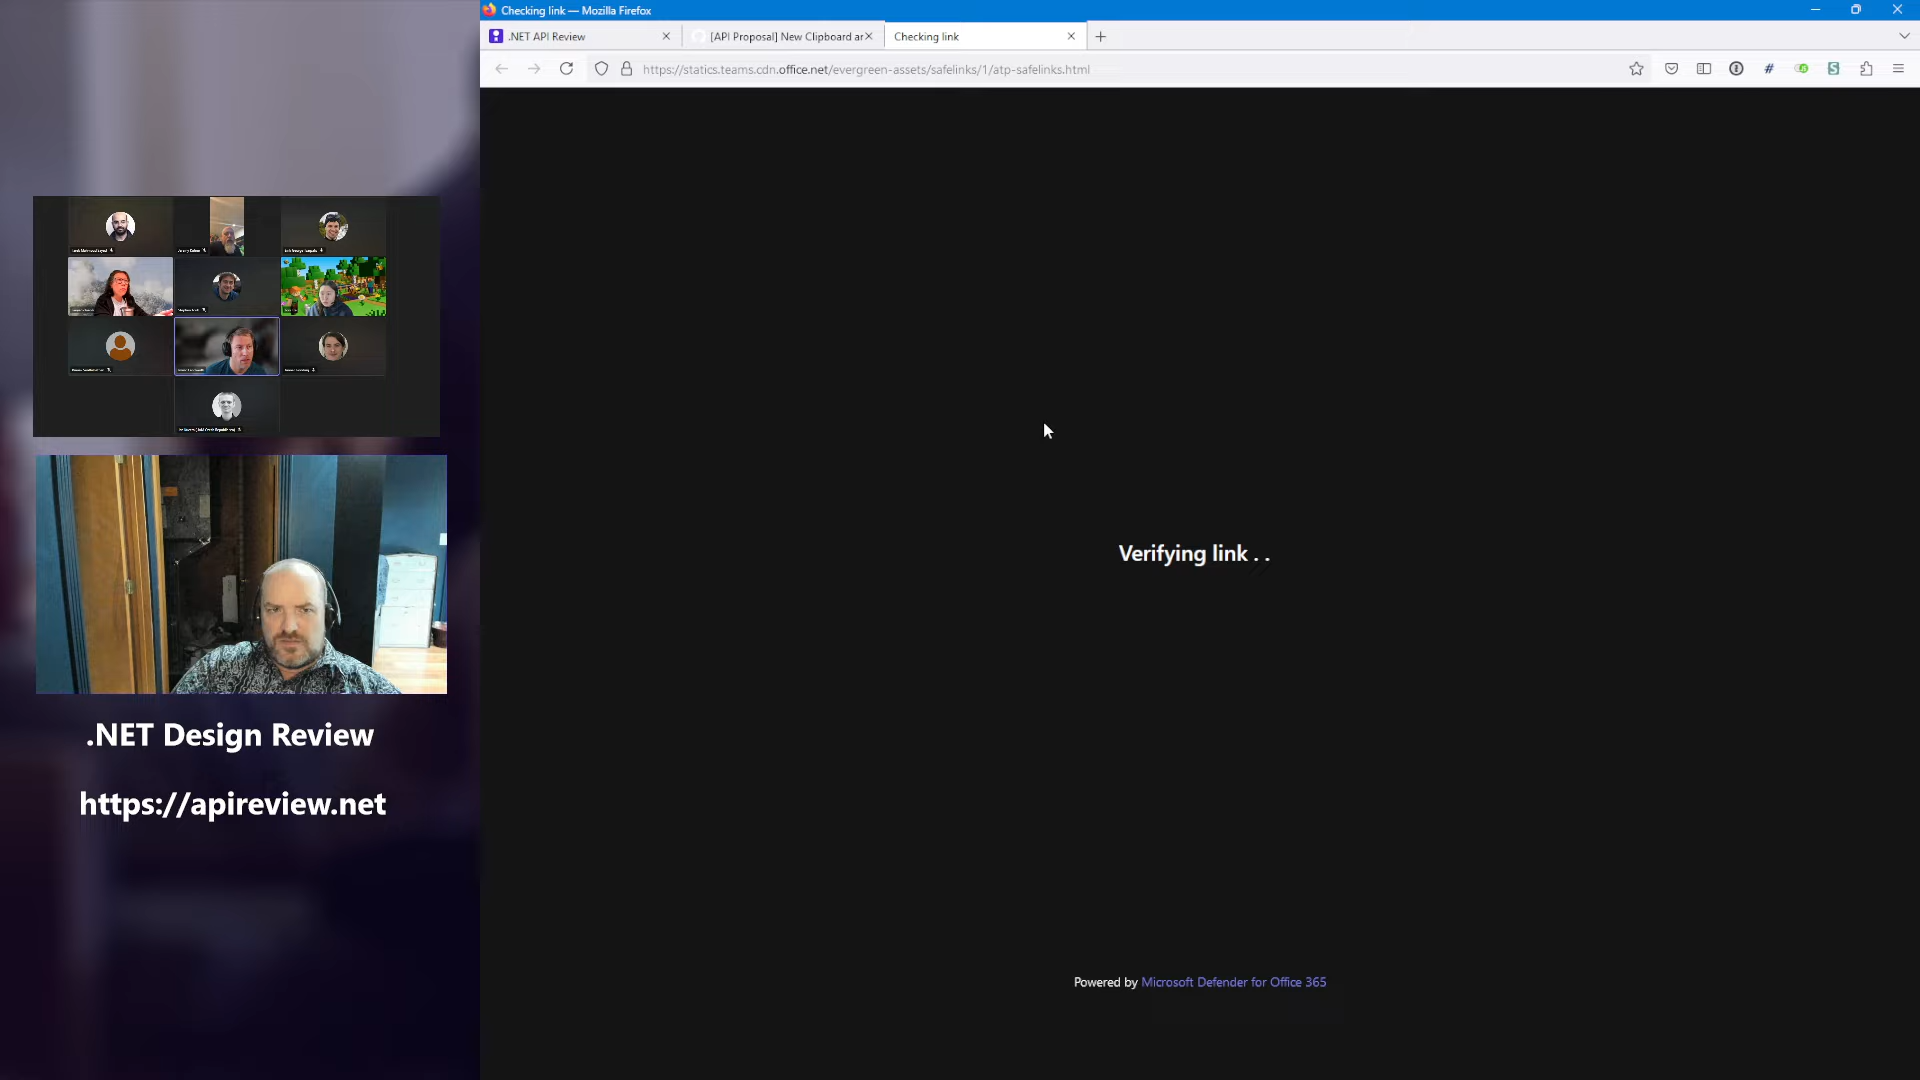 Checking link — Mozilla Firefox
.NET API Review
[API Proposal] New Clipboard ar
Checking link
https://statics.teams.cdn.office.net/evergreen-assets/safelinks/1/atp-safelinks.html
Verifying link . .
Powered by Microsoft Defender for Office 365
.NET Design Review
https://apireview.net